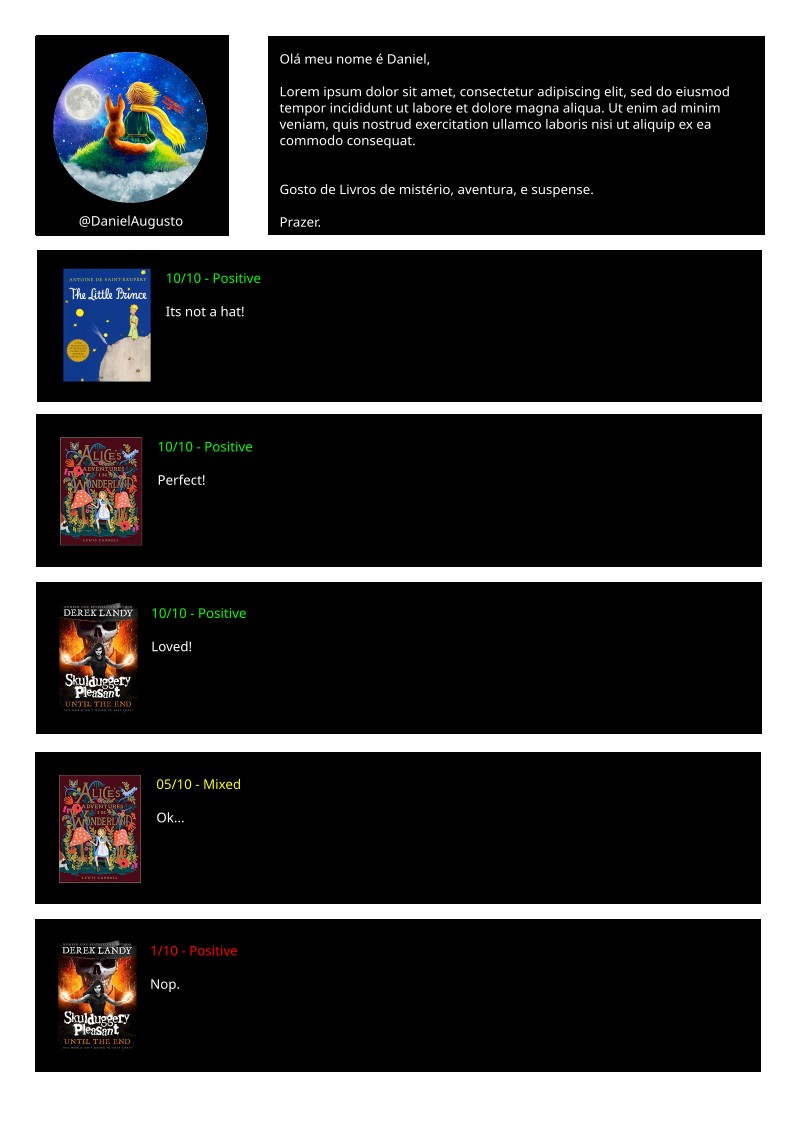 Olá meu nome é Daniel,
Lorem ipsum dolor sit amet, consectetur adipiscing elit, sed do eiusmod
tempor incididunt ut labore et dolore magna aliqua. Ut enim ad minim
veniam, quis nostrud exercitation ullamco laboris nisi ut aliquip ex ea
commodo consequat.
Gosto de Livros de mistério, aventura, e suspense.
Prazer.
@DanielAugusto
ANTOINE DE SAINT-EXUPÉRY
The Little Prince
10/10 - Positive
Its not a hat!
ALICE'S
ADVENTURES
IN
WONDERLAND
LEWIS CARROLL
10/10 - Positive
Perfect!
DEREK LANDY
Skulduggery
Pleasant
UNTIL THE END
10/10 - Positive
Loved!
ALICE'S
ADVENTURES
IN
WONDERLAND
LEWIS CARROLL
05/10 - Mixed
Ok...
DEREK LANDY
Skulduggery
Pleasant
UNTIL THE END
1/10 - Positive
Nop.